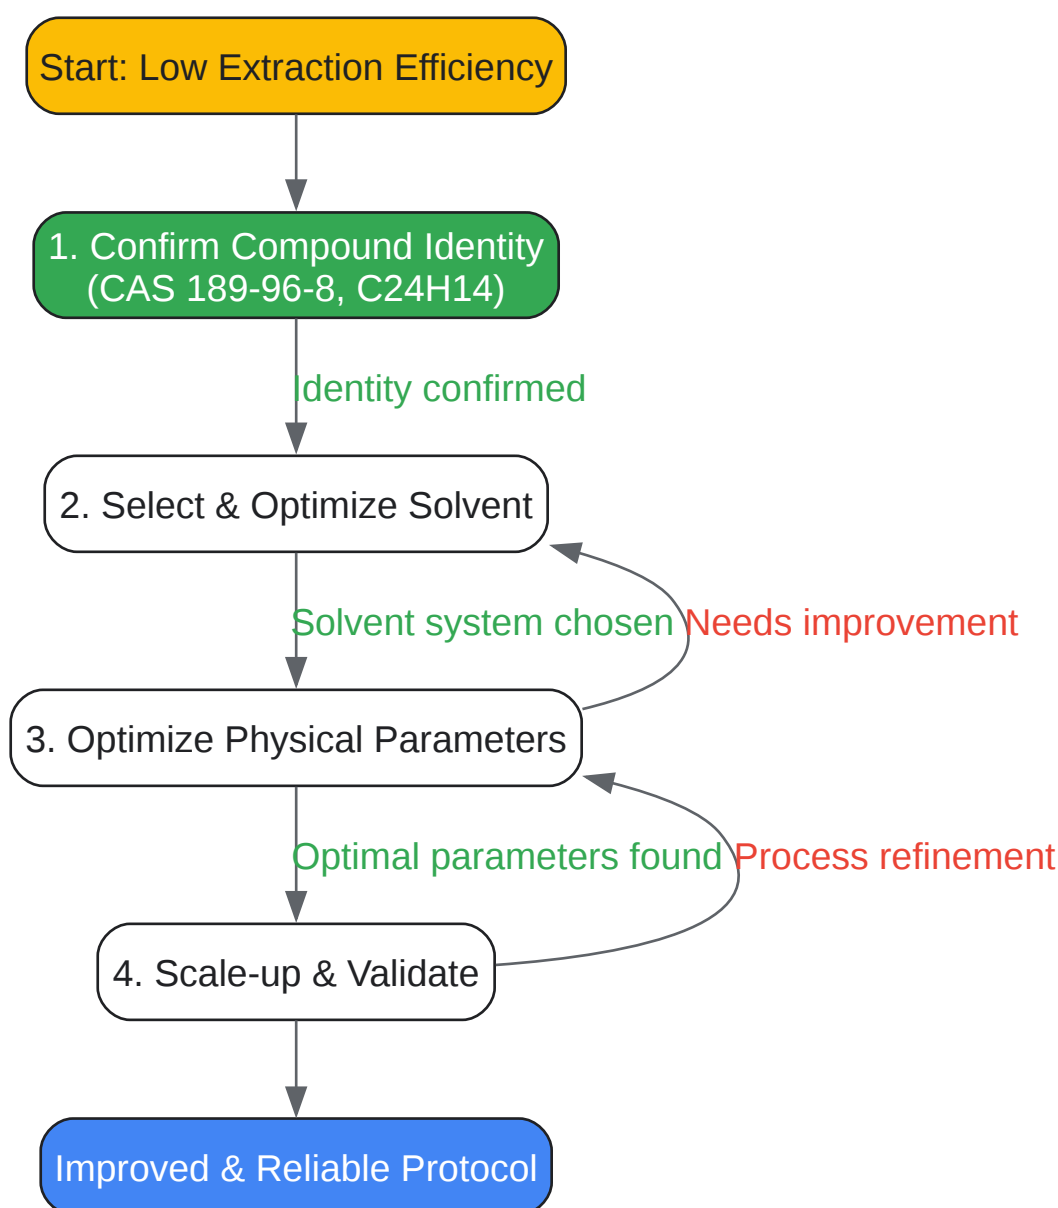 Start: Low Extraction Efficiency
1. Confirm Compound Identity
(CAS 189-96-8, C24H14)
Identity confirmed
2. Select & Optimize Solvent
Solvent system chosen
Needs improvement
3. Optimize Physical Parameters
Optimal parameters found
Process refinement
4. Scale-up & Validate
Improved & Reliable Protocol